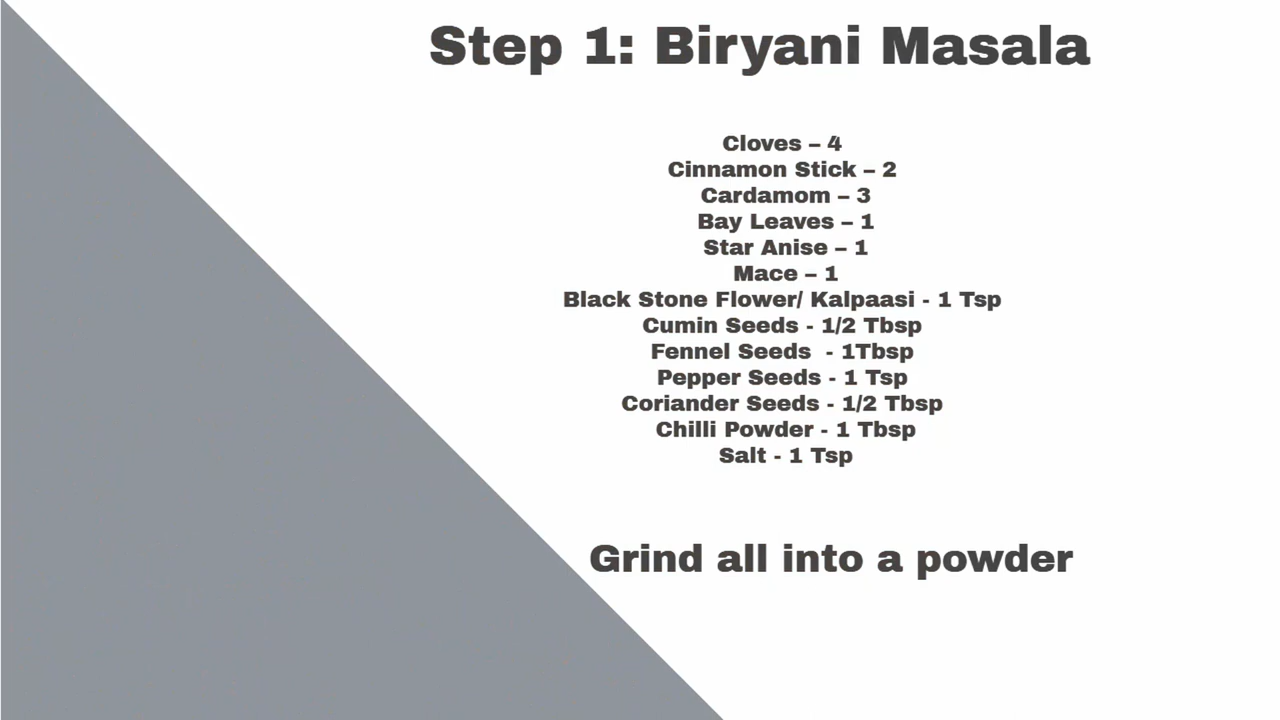 Step 1: Biryani Masala
Cloves – 4
Cinnamon Stick – 2
Cardamom – 3
Bay Leaves – 1
Star Anise – 1
Mace – 1
Black Stone Flower/ Kalpaasi - 1 Tsp
Cumin Seeds - 1/2 Tbsp
Fennel Seeds  - 1Tbsp
Pepper Seeds - 1 Tsp
Coriander Seeds - 1/2 Tbsp
Chilli Powder - 1 Tbsp
Salt - 1 Tsp
Grind all into a powder